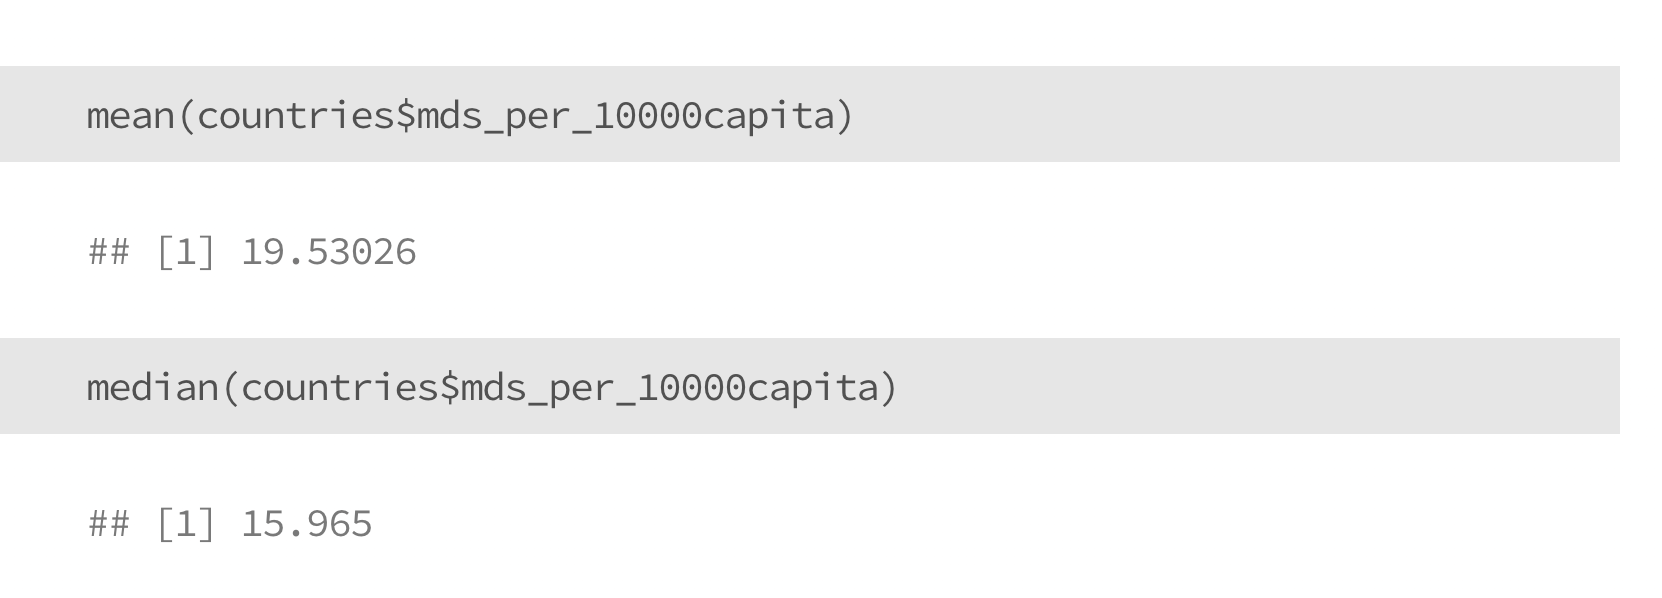 mean(countries$mds_per_10000capita)
## [1] 19.53026
median(countries$mds_per_10000capita)
## [1] 15.965